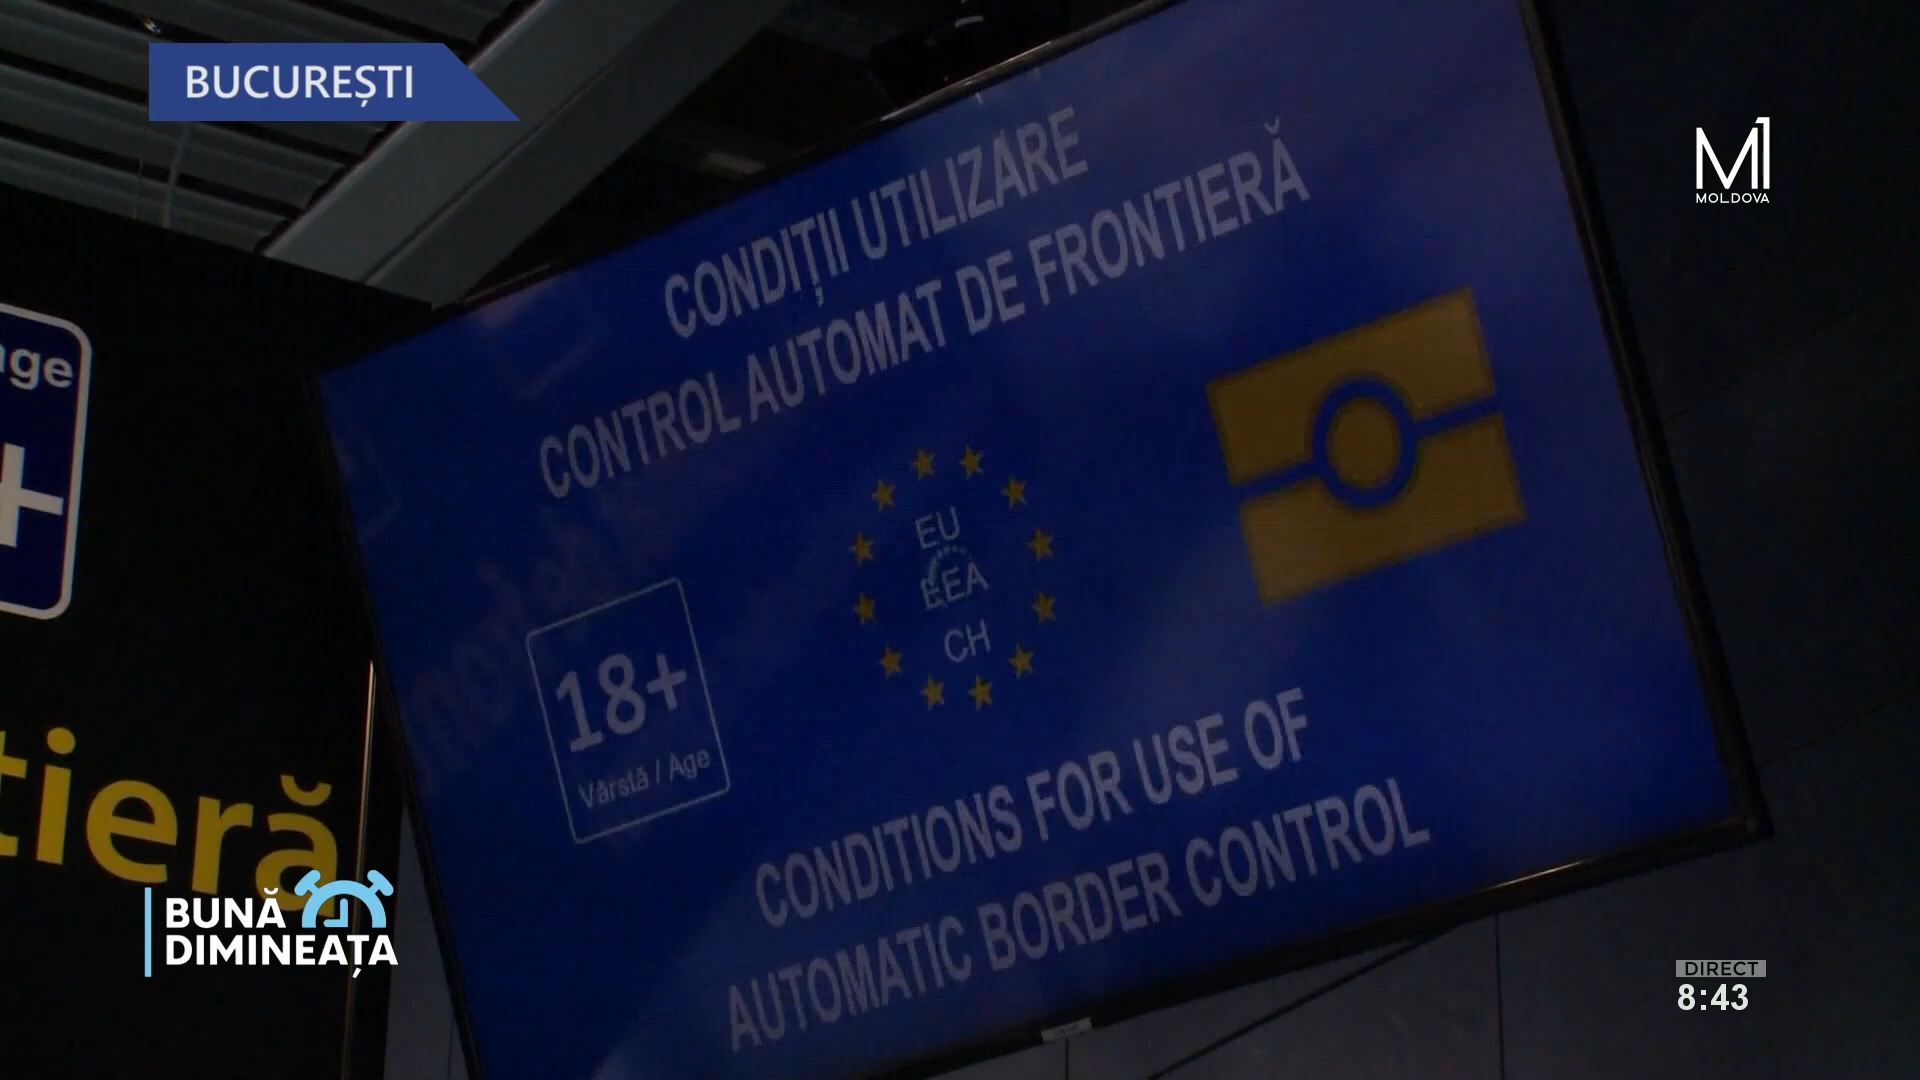 BUCUREȘTI
M1
MOLDOVA
CONDIȚII UTILIZARE
CONTROL AUTOMAT DE FRONTIERĂ
age
+
EU
EEA
CH
18+
Vârstă / Age
CONDITIONS FOR USE OF
AUTOMATIC BORDER CONTROL
tieră
BUNĂ
DIMINEAȚA
DIRECT
8:43